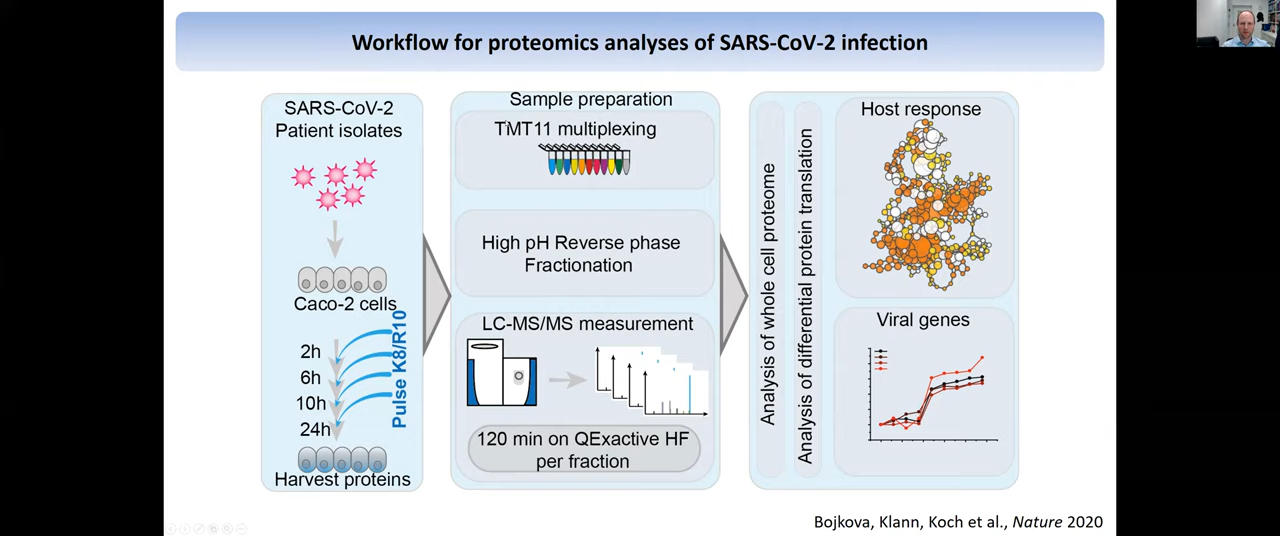 Workflow for proteomics analyses of SARS-CoV-2 infection
SARS-CoV-2
Patient isolates
Caco-2 cells
2h
6h
10h
24h
Pulse K8/R10
Harvest proteins
Sample preparation
TMT11 multiplexing
High pH Reverse phase
Fractionation
LC-MS/MS measurement
120 min on QExactive HF
per fraction
Analysis of whole cell proteome
Analysis of differential protein translation
Host response
Viral genes
Bojkova, Klann, Koch et al., Nature 2020